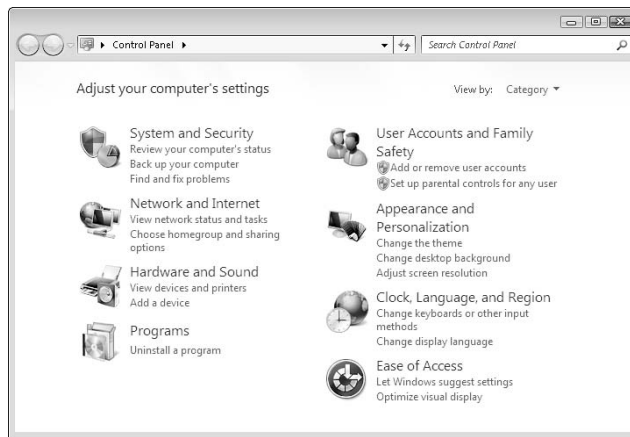 Control Panel
Search Control Panel
Adjust your computer's settings
View by: Category
System and Security
Review your computer's status
Back up your computer
Find and fix problems
Network and Internet
View network status and tasks
Choose homegroup and sharing
options
Hardware and Sound
View devices and printers
Add a device
Programs
Uninstall a program
User Accounts and Family
Safety
Add or remove user accounts
Set up parental controls for any user
Appearance and
Personalization
Change the theme
Change desktop background
Adjust screen resolution
Clock, Language, and Region
Change keyboards or other input
methods
Change display language
Ease of Access
Let Windows suggest settings
Optimize visual display